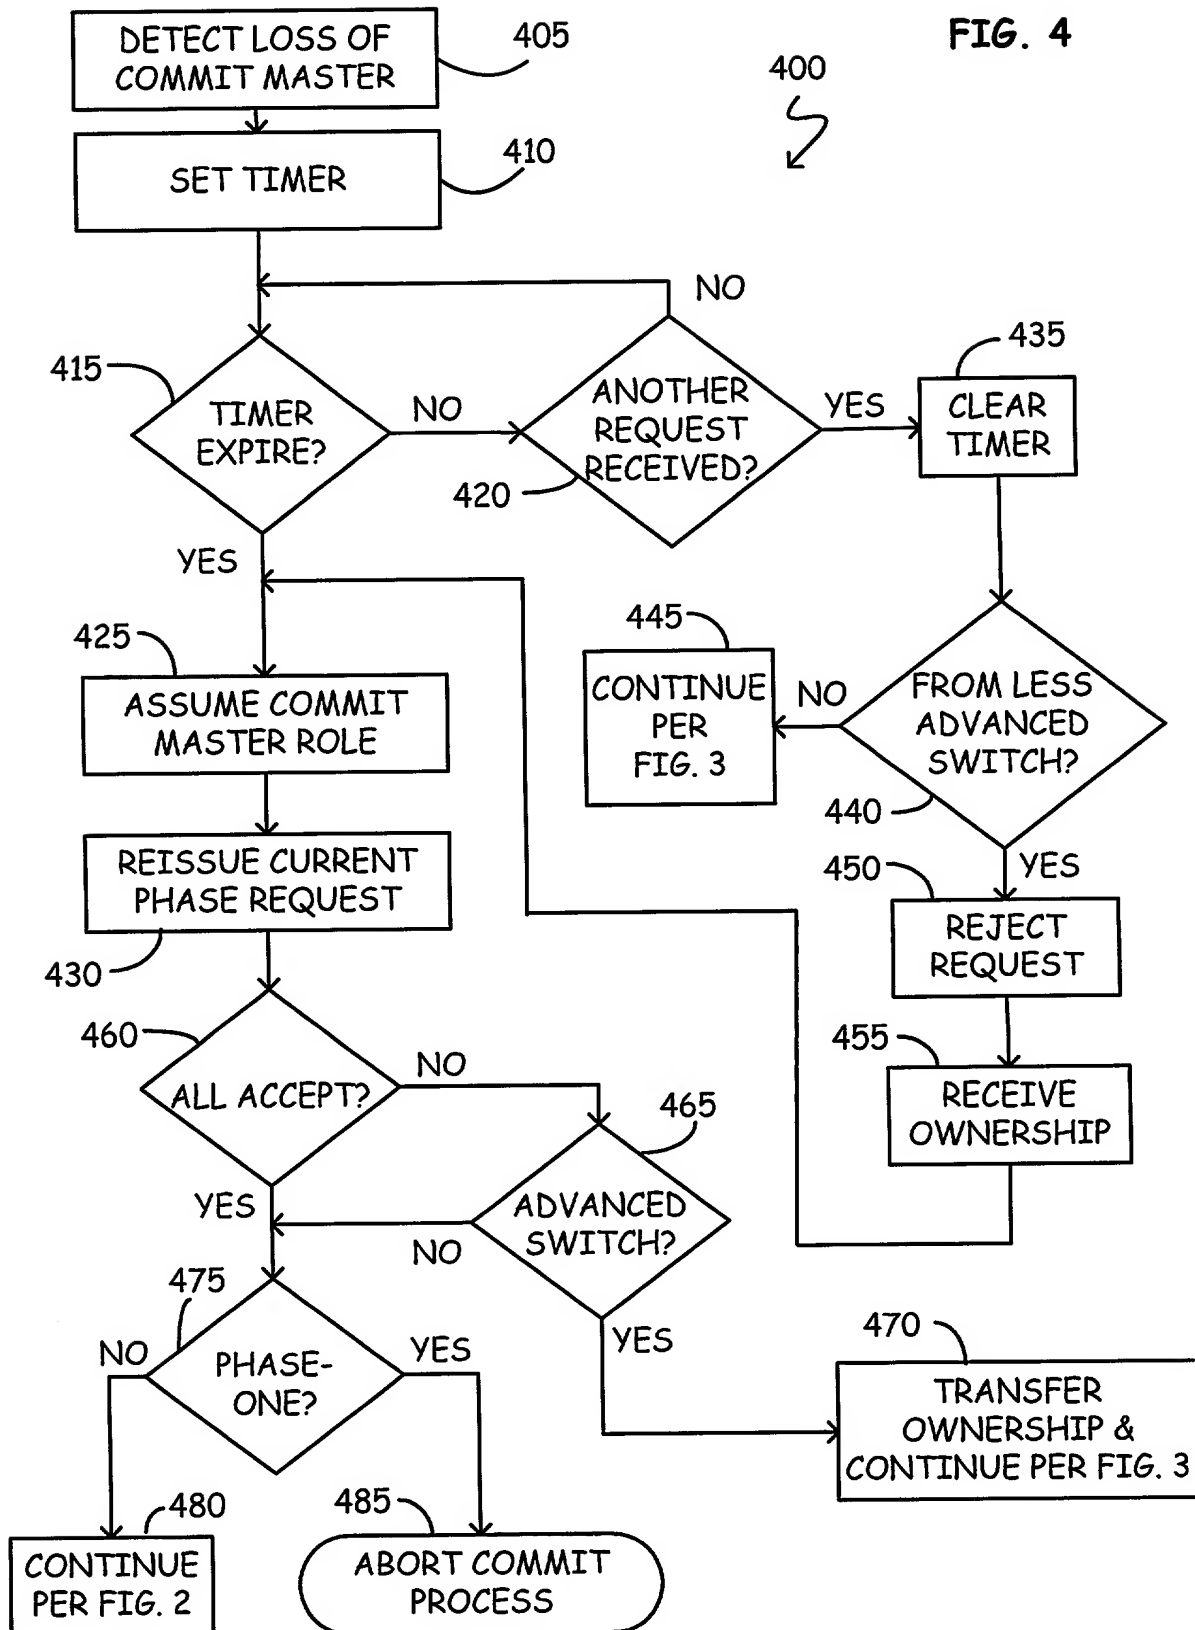 FIG. 4
400
DETECT LOSS OF
COMMIT MASTER
405
SET TIMER
410
NO
415
TIMER
EXPIRE?
NO
ANOTHER
REQUEST
RECEIVED?
420
YES
435
CLEAR
TIMER
YES
425
ASSUME COMMIT
MASTER ROLE
445
CONTINUE
PER
FIG. 3
NO
FROM LESS
ADVANCED
SWITCH?
440
YES
REISSUE CURRENT
PHASE REQUEST
430
450
REJECT
REQUEST
455
RECEIVE
OWNERSHIP
460
ALL ACCEPT?
NO
465
ADVANCED
SWITCH?
YES
NO
YES
475
PHASE-
ONE?
NO
YES
470
TRANSFER
OWNERSHIP &
CONTINUE PER FIG. 3
480
CONTINUE
PER FIG. 2
485
ABORT COMMIT
PROCESS